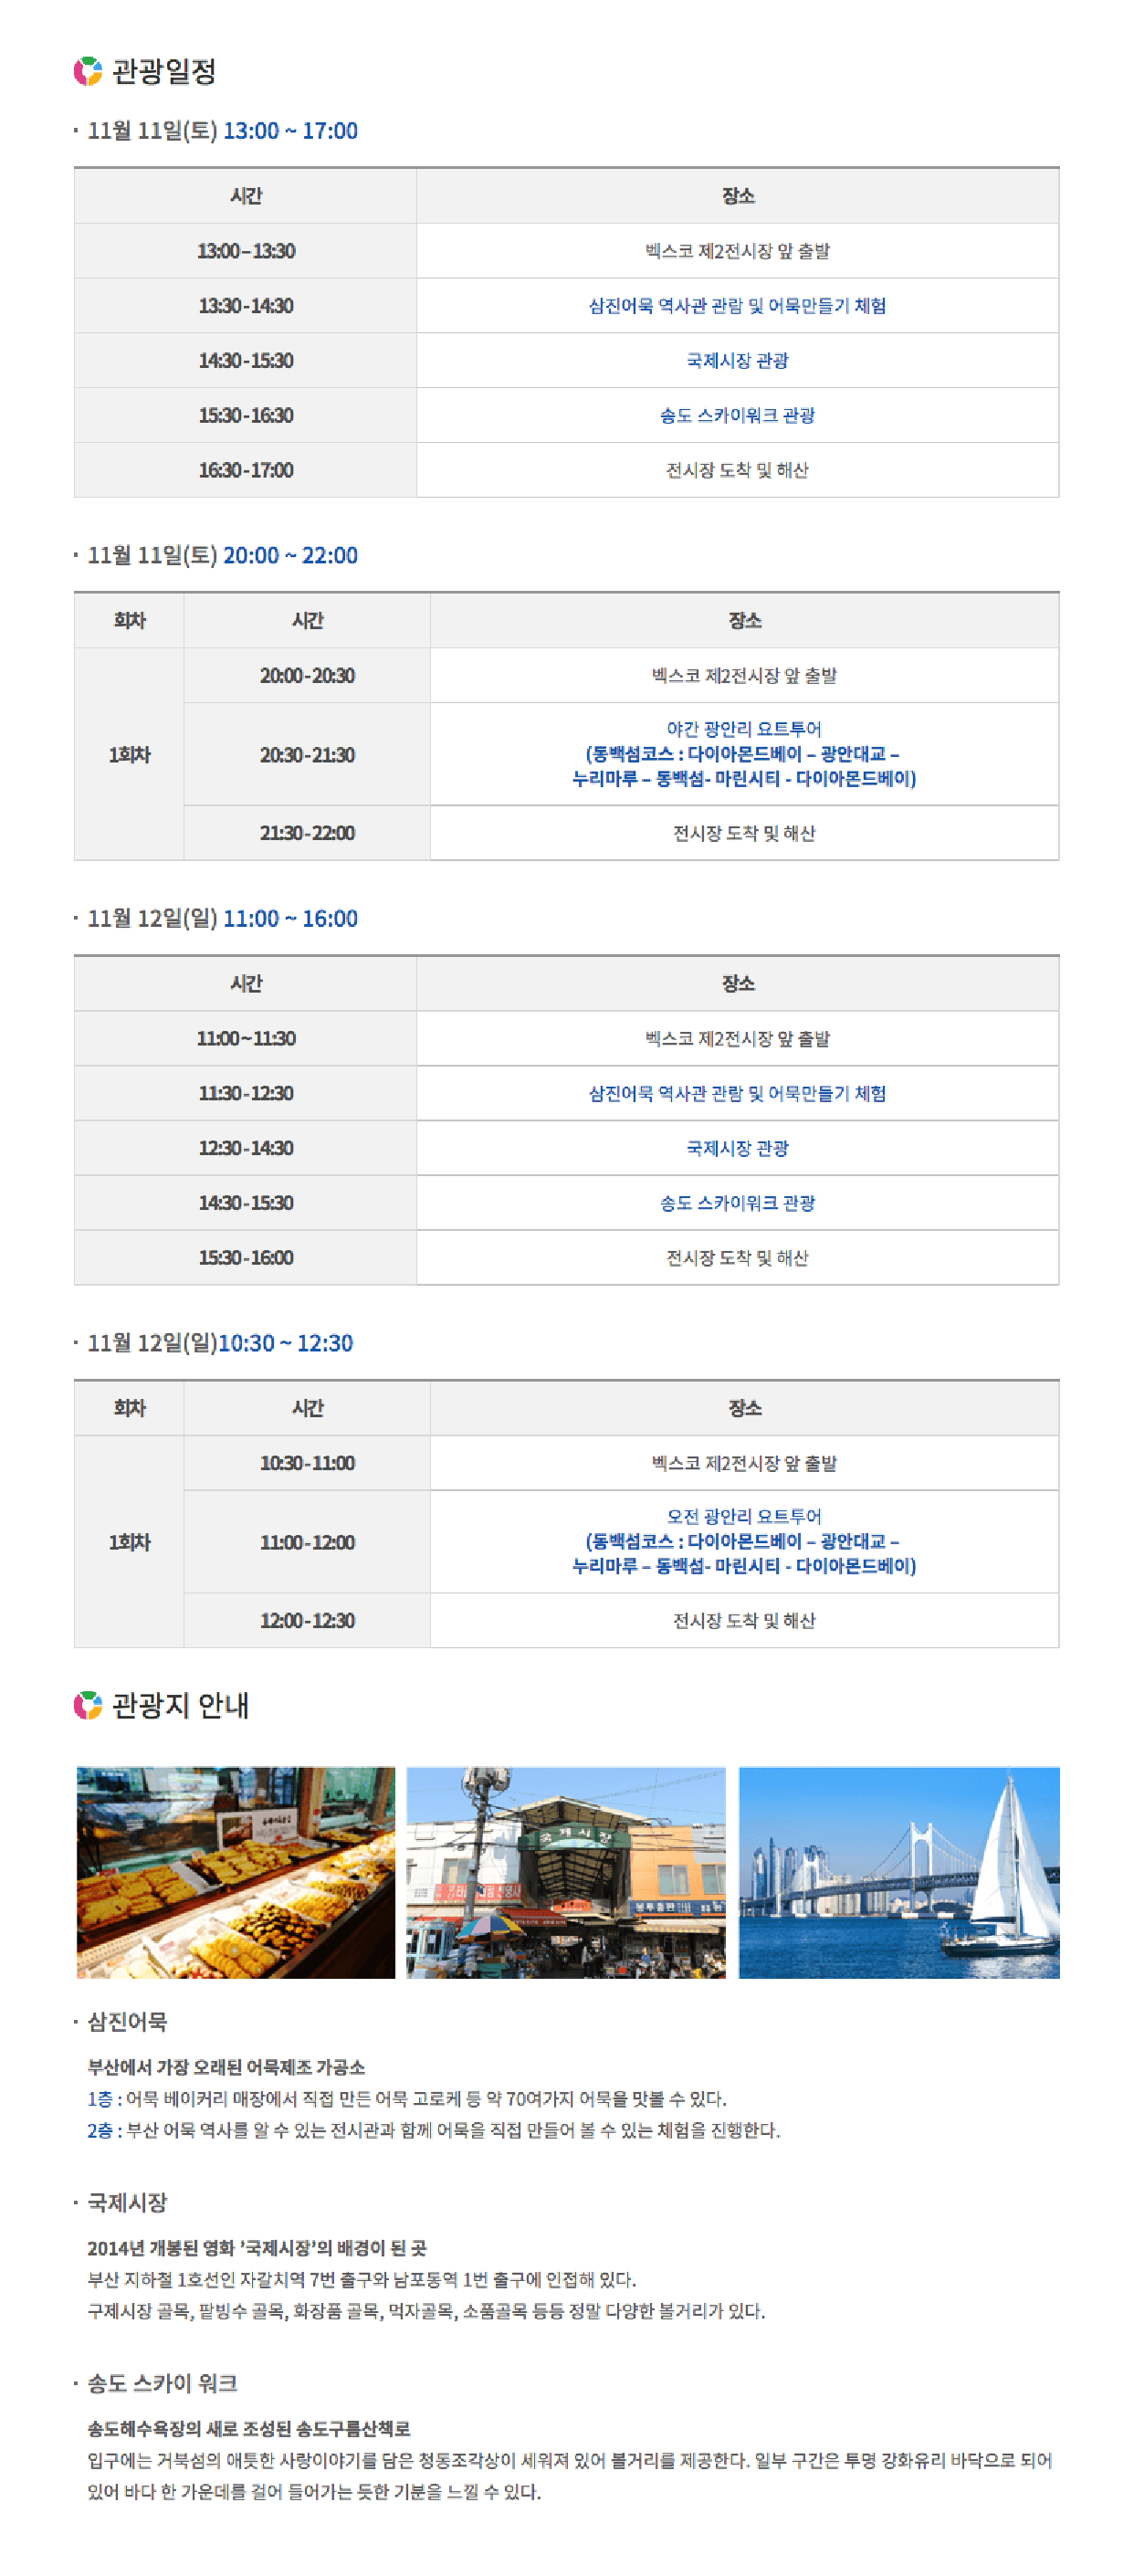 관광일정
· 11월 11일(토) 13:00 ~ 17:00
시간 장소
13:00 – 13:30 벡스코 제2전시장 앞 출발
13:30 - 14:30 삼진어묵 역사관 관람 및 어묵만들기 체험
14:30 - 15:30 국제시장 관광
15:30 - 16:30 송도 스카이워크 관광
16:30 - 17:00 전시장 도착 및 해산
· 11월 11일(토) 20:00 ~ 22:00
회차 시간 장소
20:00 - 20:30 벡스코 제2전시장 앞 출발
야간 광안리 요트투어
1회차 20:30 - 21:30 (동백섬코스 : 다이아몬드베이 – 광안대교 –
누리마루 – 동백섬- 마린시티 - 다이아몬드베이)
21:30 - 22:00 전시장 도착 및 해산
· 11월 12일(일) 11:00 ~ 16:00
시간 장소
11:00 ~ 11:30 벡스코 제2전시장 앞 출발
11:30 - 12:30 삼진어묵 역사관 관람 및 어묵만들기 체험
12:30 - 14:30 국제시장 관광
14:30 - 15:30 송도 스카이워크 관광
15:30 - 16:00 전시장 도착 및 해산
· 11월 12일(일)10:30 ~ 12:30
회차 시간 장소
10:30 - 11:00 벡스코 제2전시장 앞 출발
오전 광안리 요트투어
1회차 11:00 - 12:00 (동백섬코스 : 다이아몬드베이 – 광안대교 –
누리마루 – 동백섬- 마린시티 - 다이아몬드베이)
12:00 - 12:30 전시장 도착 및 해산
관광지 안내
국제시장
· 삼진어묵
부산에서 가장 오래된 어묵제조 가공소
1층 : 어묵 베이커리 매장에서 직접 만든 어묵 고로케 등 약 70여가지 어묵을 맛볼 수 있다.
2층 : 부산 어묵 역사를 알 수 있는 전시관과 함께 어묵을 직접 만들어 볼 수 있는 체험을 진행한다.
· 국제시장
2014년 개봉된 영화 ’국제시장’의 배경이 된 곳
부산 지하철 1호선인 자갈치역 7번 출구와 남포동역 1번 출구에 인접해 있다.
구제시장 골목, 팥빙수 골목, 화장품 골목, 먹자골목, 소품골목 등등 정말 다양한 볼거리가 있다.
· 송도 스카이 워크
송도해수욕장의 새로 조성된 송도구름산책로
입구에는 거북섬의 애틋한 사랑이야기를 담은 청동조각상이 세워져 있어 볼거리를 제공한다. 일부 구간은 투명 강화유리 바닥으로 되어
있어 바다 한 가운데를 걸어 들어가는 듯한 기분을 느낄 수 있다.